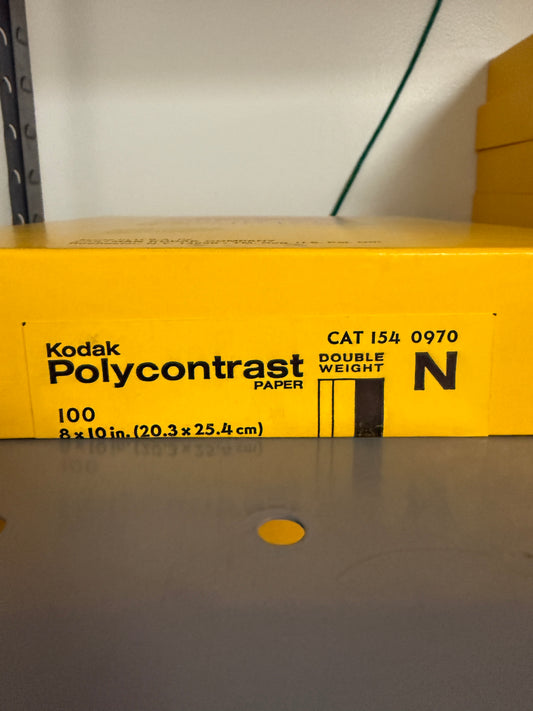 Kodak
Polycontrast
PAPER
100
8 x 10 in. (20.3 x 25.4 cm)
CAT 154 0970
DOUBLE
WEIGHT
N